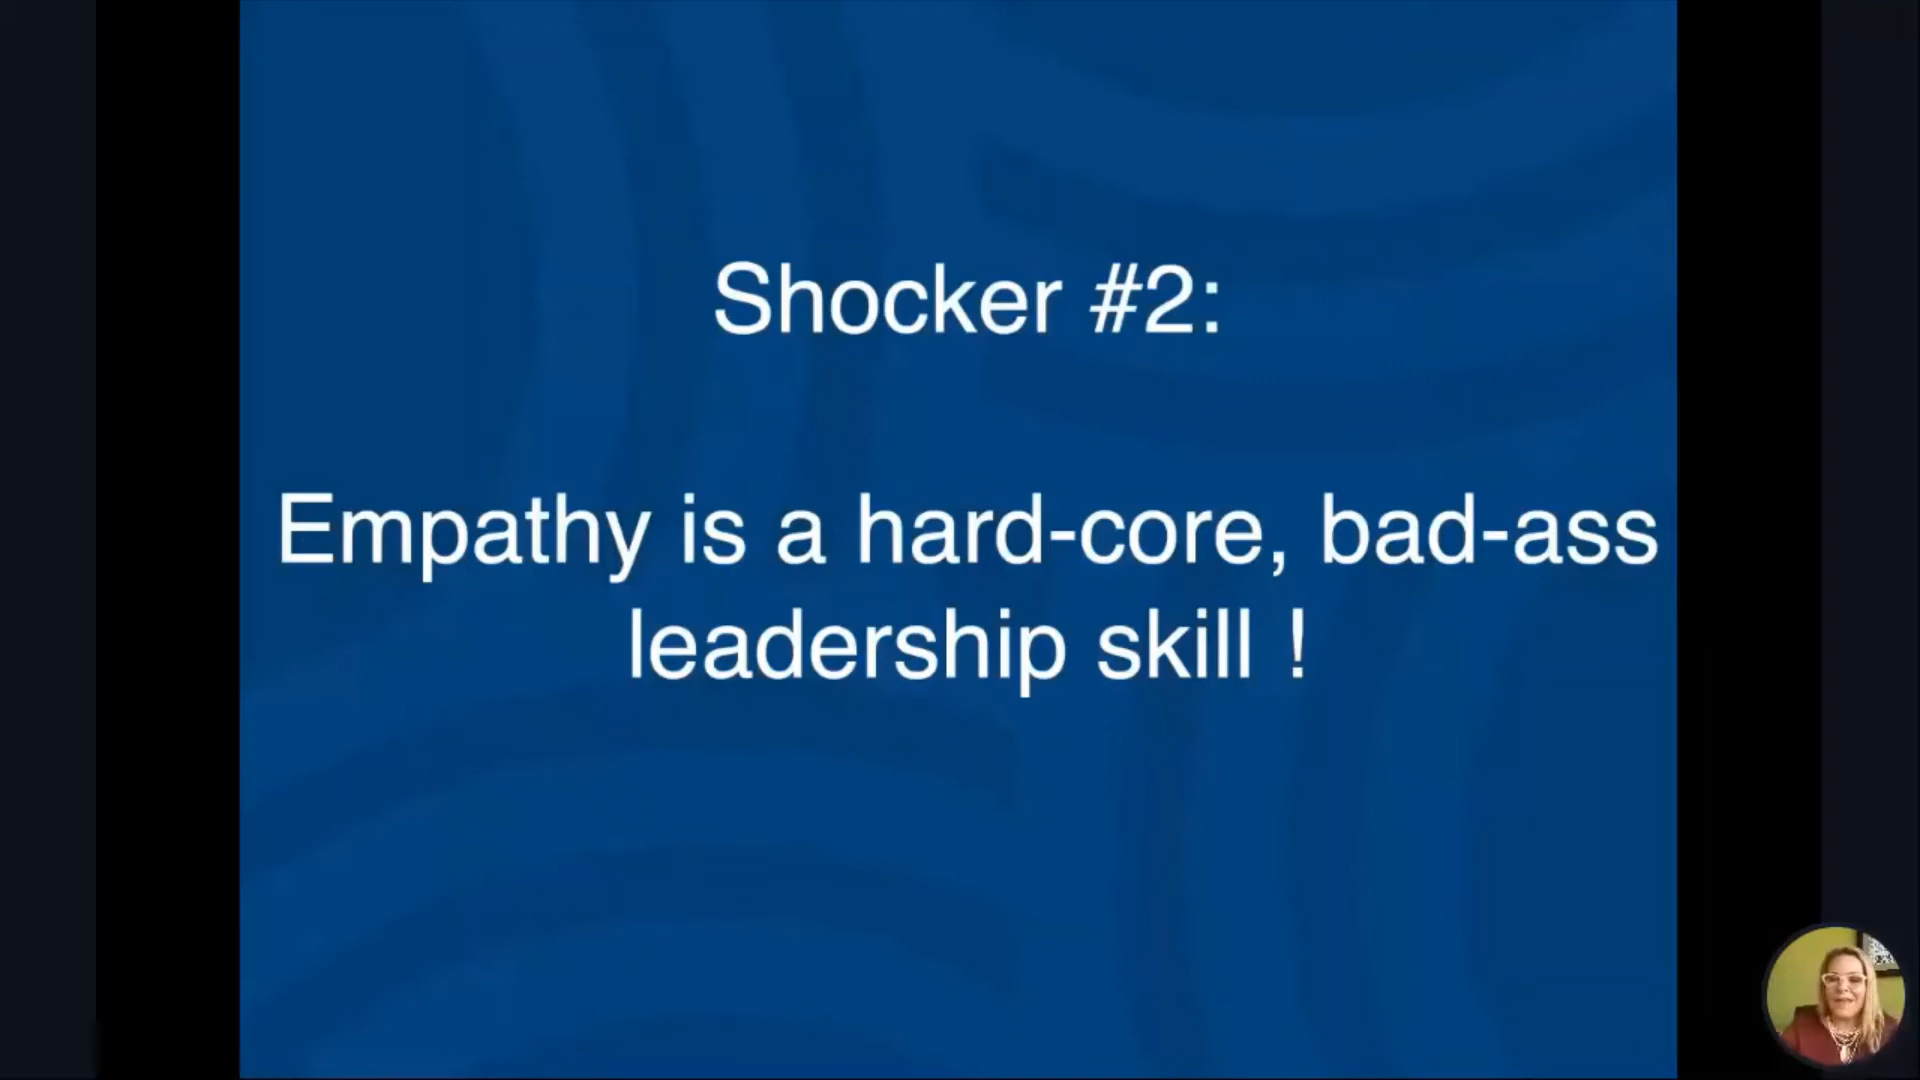 Shocker #2:
Empathy is a hard-core, bad-ass
leadership skill !